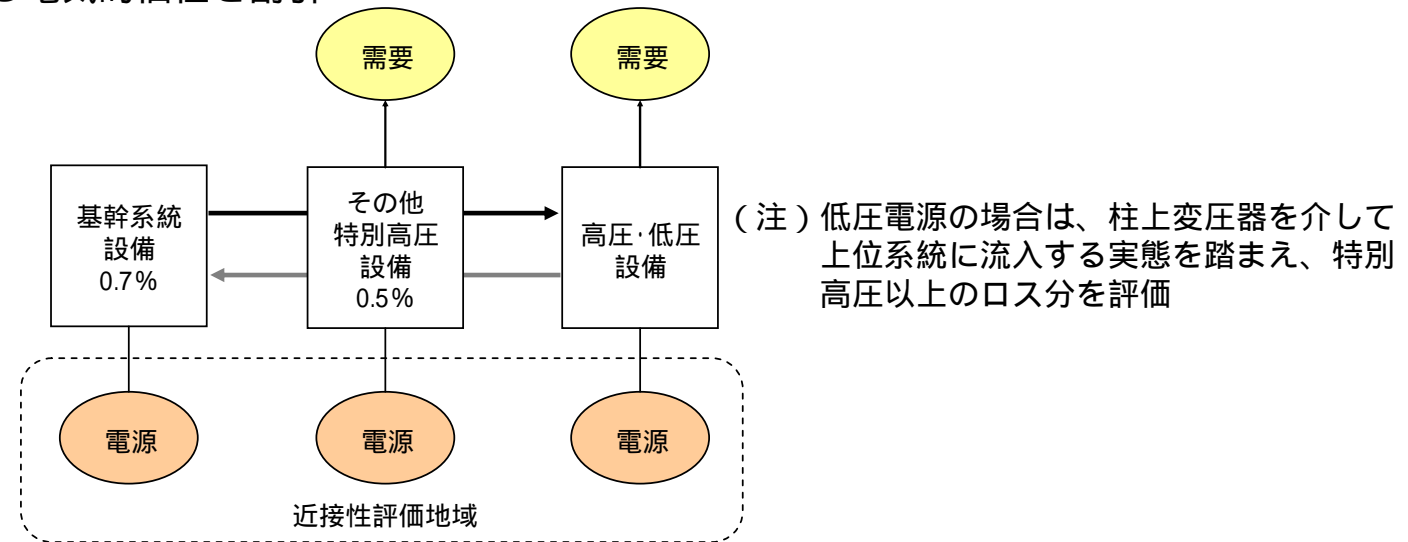 需要
需要
基幹系統
設備
0.7%
その他
特別高圧
設備
0.5%
高圧・低圧
設備
(注)低圧電源の場合は、柱上変圧器を介して
上位系統に流入する実態を踏まえ、特別
高圧以上のロス分を評価
電源
電源
電源
近接性評価地域